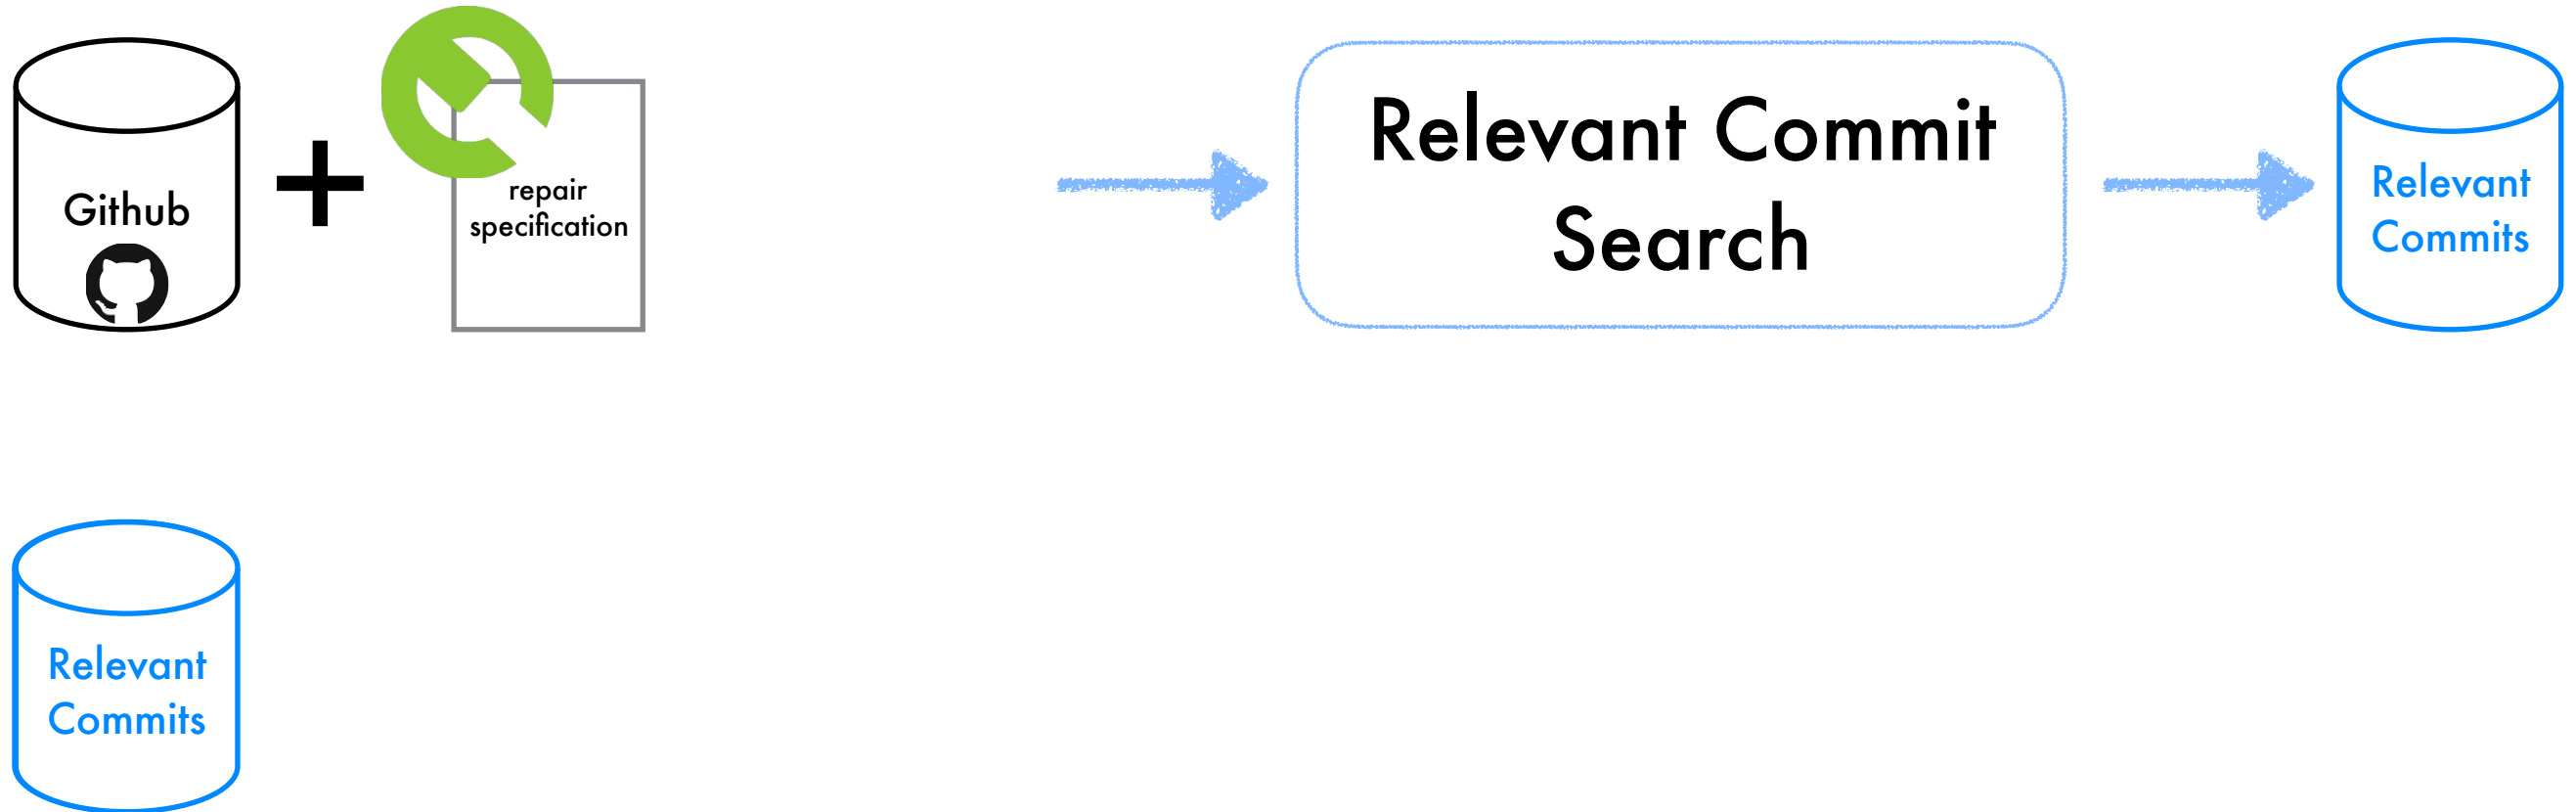 Github
+
repair
specification
Relevant Commit
Search
Relevant
Commits
Relevant
Commits